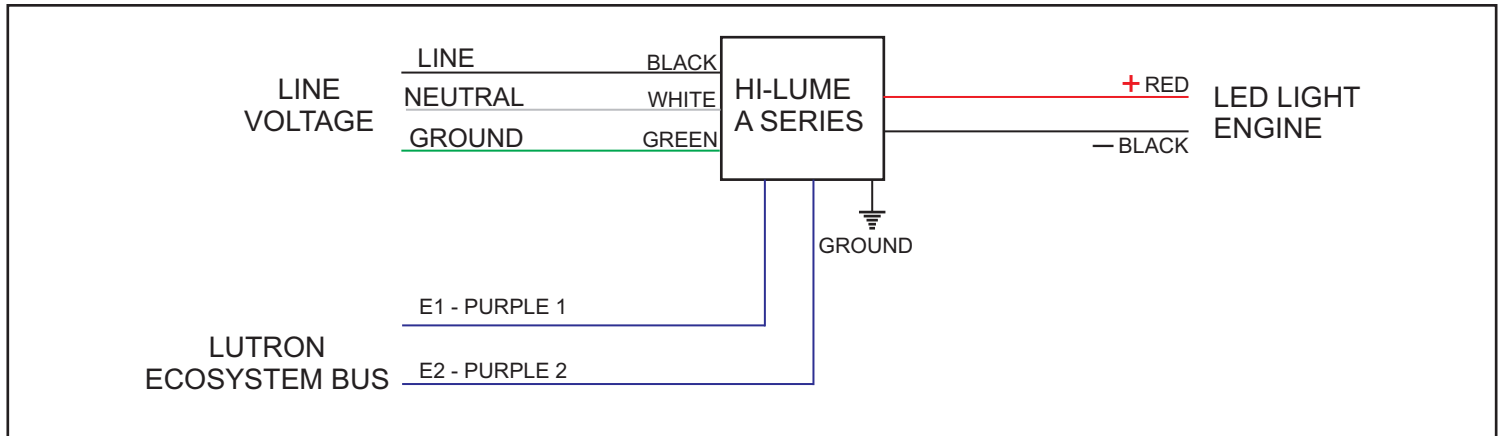 LINE
VOLTAGE
LINE
BLACK
NEUTRAL
WHITE
GROUND
GREEN
HI-LUME
A SERIES
+ RED
— BLACK
LED LIGHT
ENGINE
GROUND
LUTRON
ECOSYSTEM BUS
E1 - PURPLE 1
E2 - PURPLE 2